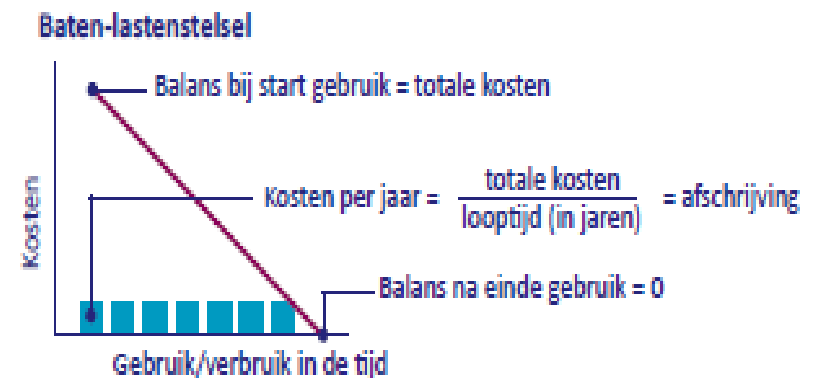 Baten-lastenstelsel
Balans bij start gebruik = totale kosten
Kosten
Kosten per jaar = totale kosten / looptijd (in jaren) = afschrijving
Balans na einde gebruik = 0
Gebruik/verbruik in de tijd